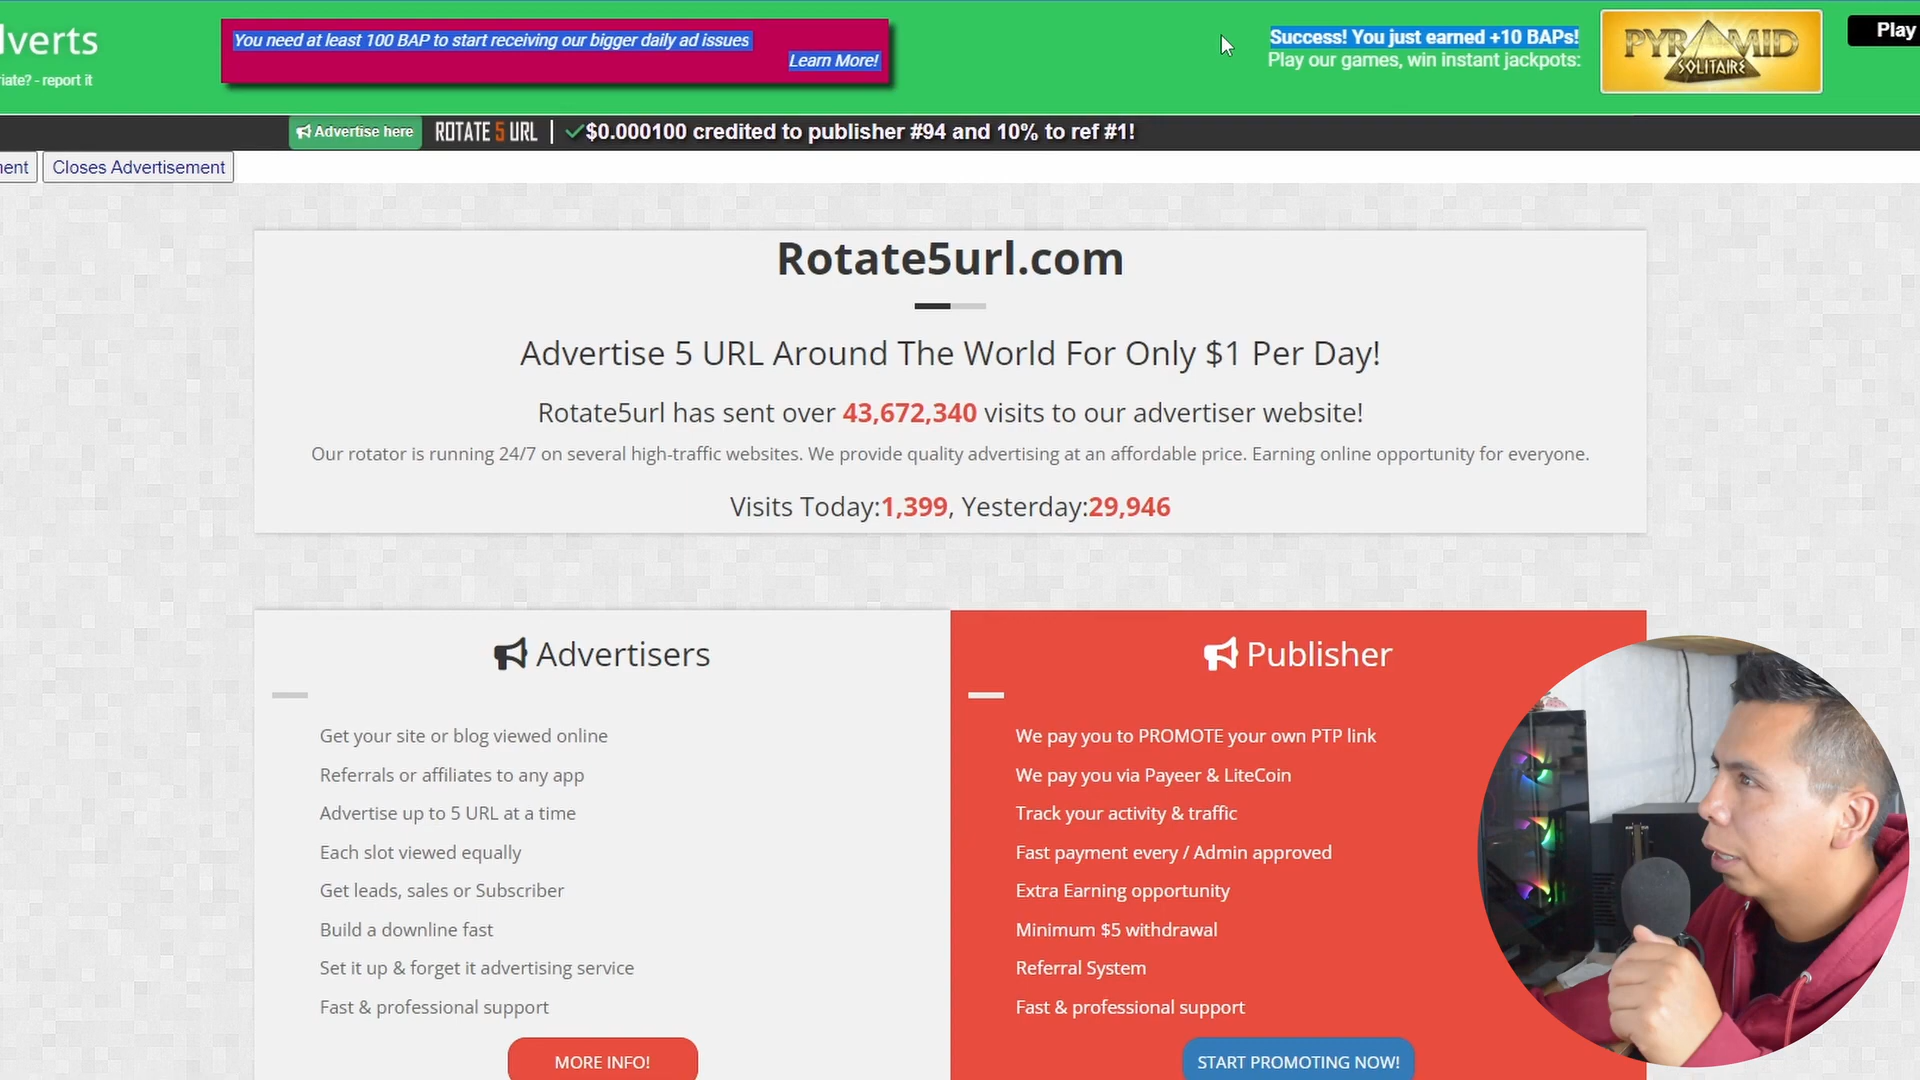 lverts
You need at least 100 BAP to start receiving our bigger daily ad issues
Learn More!
Success! You just earned +10 BAPs!
Play our games, win instant jackpots:
PYRAMID
SOLITAIRE
Play
iate? - report it
Advertise here
ROTATE 5 URL | $0.000100 credited to publisher #94 and 10% to ref #1!
ent
Closes Advertisement
Rotate5url.com
Advertise 5 URL Around The World For Only $1 Per Day!
Rotate5url has sent over 43,672,340 visits to our advertiser website!
Our rotator is running 24/7 on several high-traffic websites. We provide quality advertising at an affordable price. Earning online opportunity for everyone.
Visits Today:1,399, Yesterday:29,946
Advertisers
Get your site or blog viewed online
Referrals or affiliates to any app
Advertise up to 5 URL at a time
Each slot viewed equally
Get leads, sales or Subscriber
Build a downline fast
Set it up & forget it advertising service
Fast & professional support
MORE INFO!
Publisher
We pay you to PROMOTE your own PTP link
We pay you via Payeer & LiteCoin
Track your activity & traffic
Fast payment every / Admin approved
Extra Earning opportunity
Minimum $5 withdrawal
Referral System
Fast & professional support
START PROMOTING NOW!